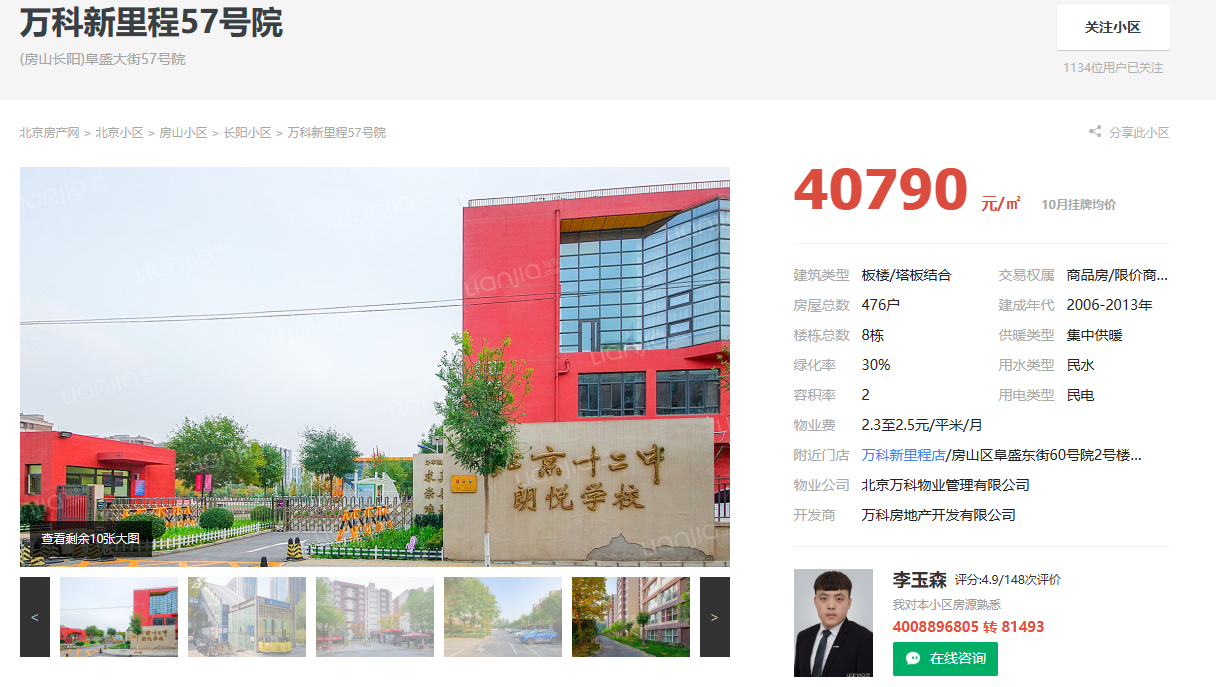 万科新里程57号院
(房山长阳)阜盛大街57号院
关注小区
1134位用户已关注
北京房产网 > 北京小区 > 房山小区 > 长阳小区 > 万科新里程57号院
分享此小区
40790 元/㎡ 10月挂牌均价
建筑类型 板楼/塔板结合 交易权属 商品房/限价商...
房屋总数 476户 建成年代 2006-2013年
楼栋总数 8栋 供暖类型 集中供暖
绿化率 30% 用水类型 民水
容积率 2 用电类型 民电
物业费 2.3至2.5元/平米/月
附近门店 万科新里程店/房山区阜盛东街60号院2号楼...
物业公司 北京万科物业管理有限公司
开发商 万科房地产开发有限公司
lianjia
北京十二中
朗悦学校
查看剩余10张大图
<
>
李玉森 评分:4.9/148次评价
我对本小区房源熟悉
4008896805 转 81493
在线咨询